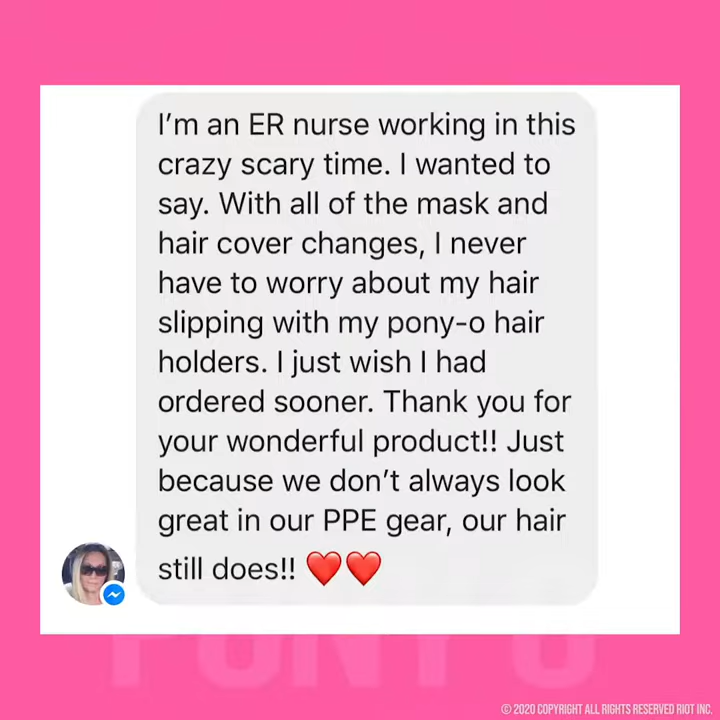 I'm an ER nurse working in this
crazy scary time. I wanted to
say. With all of the mask and
hair cover changes, I never
have to worry about my hair
slipping with my pony-o hair
holders. I just wish I had
ordered sooner. Thank you for
your wonderful product!! Just
because we don't always look
great in our PPE gear, our hair
still does!! ❤️❤️
PONY O
© 2020 COPYRIGHT ALL RIGHTS RESERVED RIOT INC.